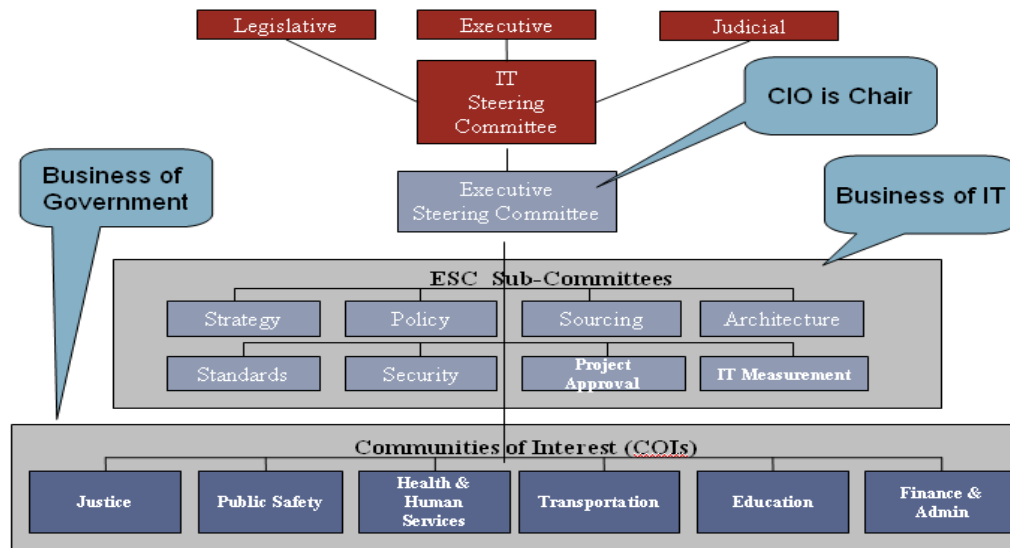 Legislative
Executive
Judicial
IT
Steering
Committee
CIO is Chair
Business of
Government
Executive
Steering Committee
Business of IT
ESC Sub-Committees
Strategy
Policy
Sourcing
Architecture
Standards
Security
Project
Approval
IT Measurement
Communities of Interest (COIs)
Justice
Public Safety
Health &
Human
Services
Transportation
Education
Finance &
Admin